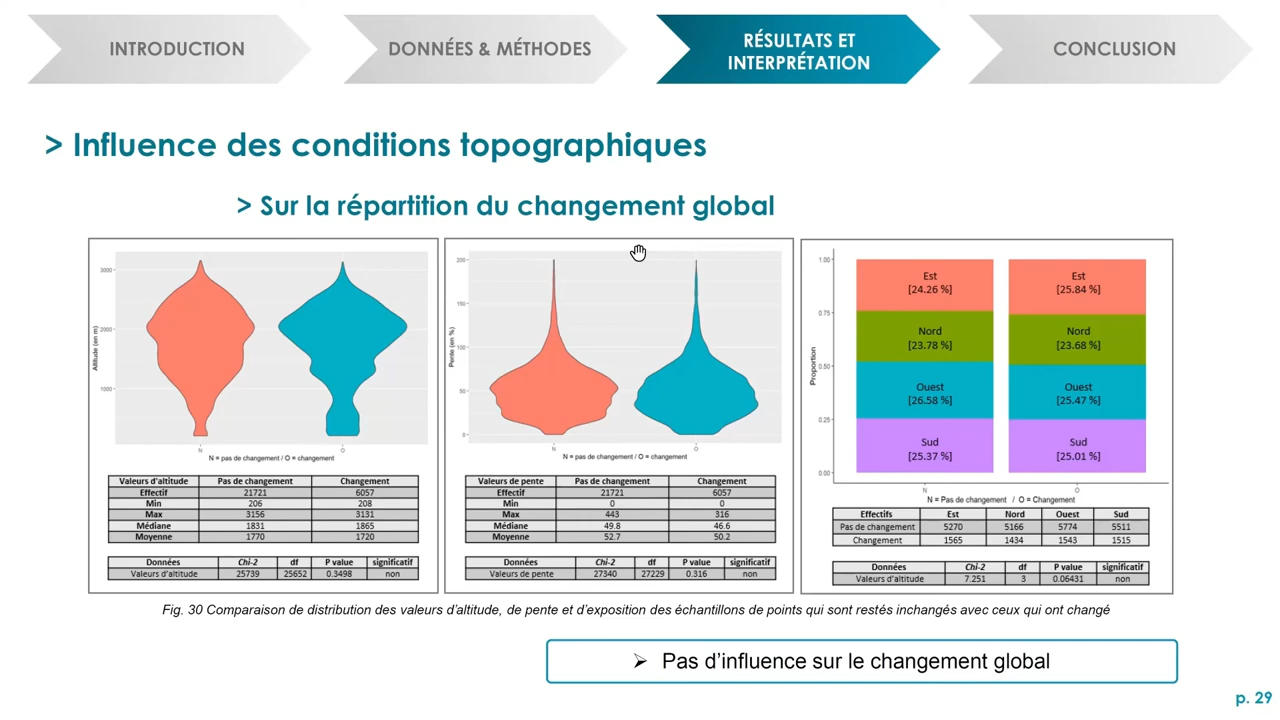 INTRODUCTION
DONNÉES & MÉTHODES
RÉSULTATS ET
INTERPRÉTATION
CONCLUSION
> Influence des conditions topographiques
> Sur la répartition du changement global
3000
2000
1000
Altitude (en m)
N
O
N = pas de changement / O = changement
Valeurs d'altitude Pas de changement Changement
Effectif 21721 6057
Min 206 208
Max 3156 3131
Médiane 1831 1865
Moyenne 1770 1720
Données Chi-2 df P value significatif
Valeurs d'altitude 25739 25652 0.3498 non
200
150
100
50
0
Pente (en %)
N
O
N = pas de changement / O = changement
Valeurs de pente Pas de changement Changement
Effectif 21721 6057
Min 0 0
Max 443 316
Médiane 49.8 46.6
Moyenne 52.7 50.2
Données Chi-2 df P value significatif
Valeurs de pente 27340 27229 0.316 non
1.00
0.75
0.50
0.25
0.00
Proportion
Est
[24.26 %]
Nord
[23.78 %]
Ouest
[26.58 %]
Sud
[25.37 %]
Est
[25.84 %]
Nord
[23.68 %]
Ouest
[25.47 %]
Sud
[25.01 %]
N
O
N = Pas de changement / O = Changement
Effectifs Est Nord Ouest Sud
Pas de changement 5270 5166 5774 5511
Changement 1565 1434 1543 1515
Données Chi-2 df P value significatif
Valeurs d'altitude 7.251 3 0.06431 non
Fig. 30 Comparaison de distribution des valeurs d'altitude, de pente et d'exposition des échantillons de points qui sont restés inchangés avec ceux qui ont changé
➢ Pas d'influence sur le changement global
p. 29